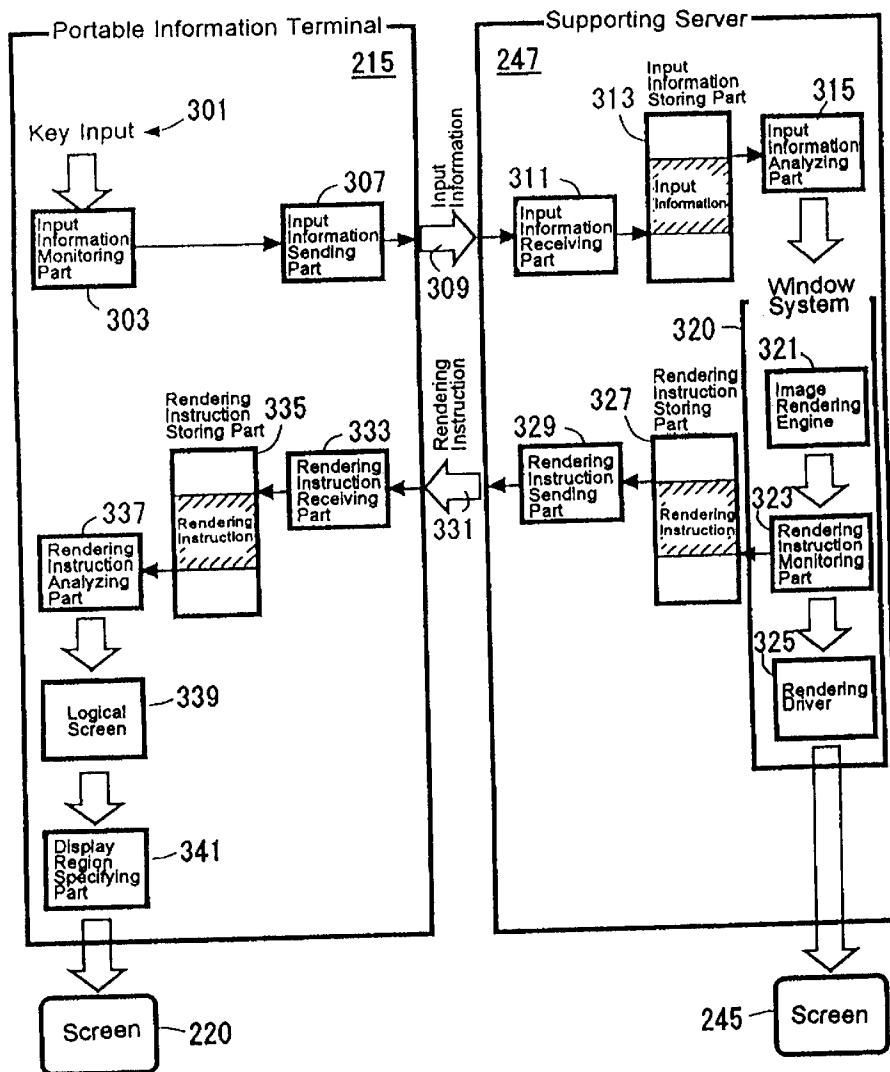 Portable Information Terminal
215
301
Key Input
Input
Information
Monitoring
Part
303
307
Input
Information
Sending
Part
Input
Information
309
Supporting Server
247
Input
Information
Storing Part
313
Input
Information
311
Input
Information
Receiving
Part
315
Input
Information
Analyzing
Part
Window
System
320
321
Image
Rendering
Engine
323
Rendering
Instruction
Monitoring
Part
325
Rendering
Driver
Rendering
Instruction
Storing Part
327
Rendering
Instruction
329
Rendering
Instruction
Sending
Part
Rendering
Instruction
331
333
Rendering
Instruction
Receiving
Part
Rendering
Instruction
Storing Part
335
Rendering
Instruction
337
Rendering
Instruction
Analyzing
Part
Logical
Screen
339
Display
Region
Specifying
Part
341
Screen
220
245
Screen